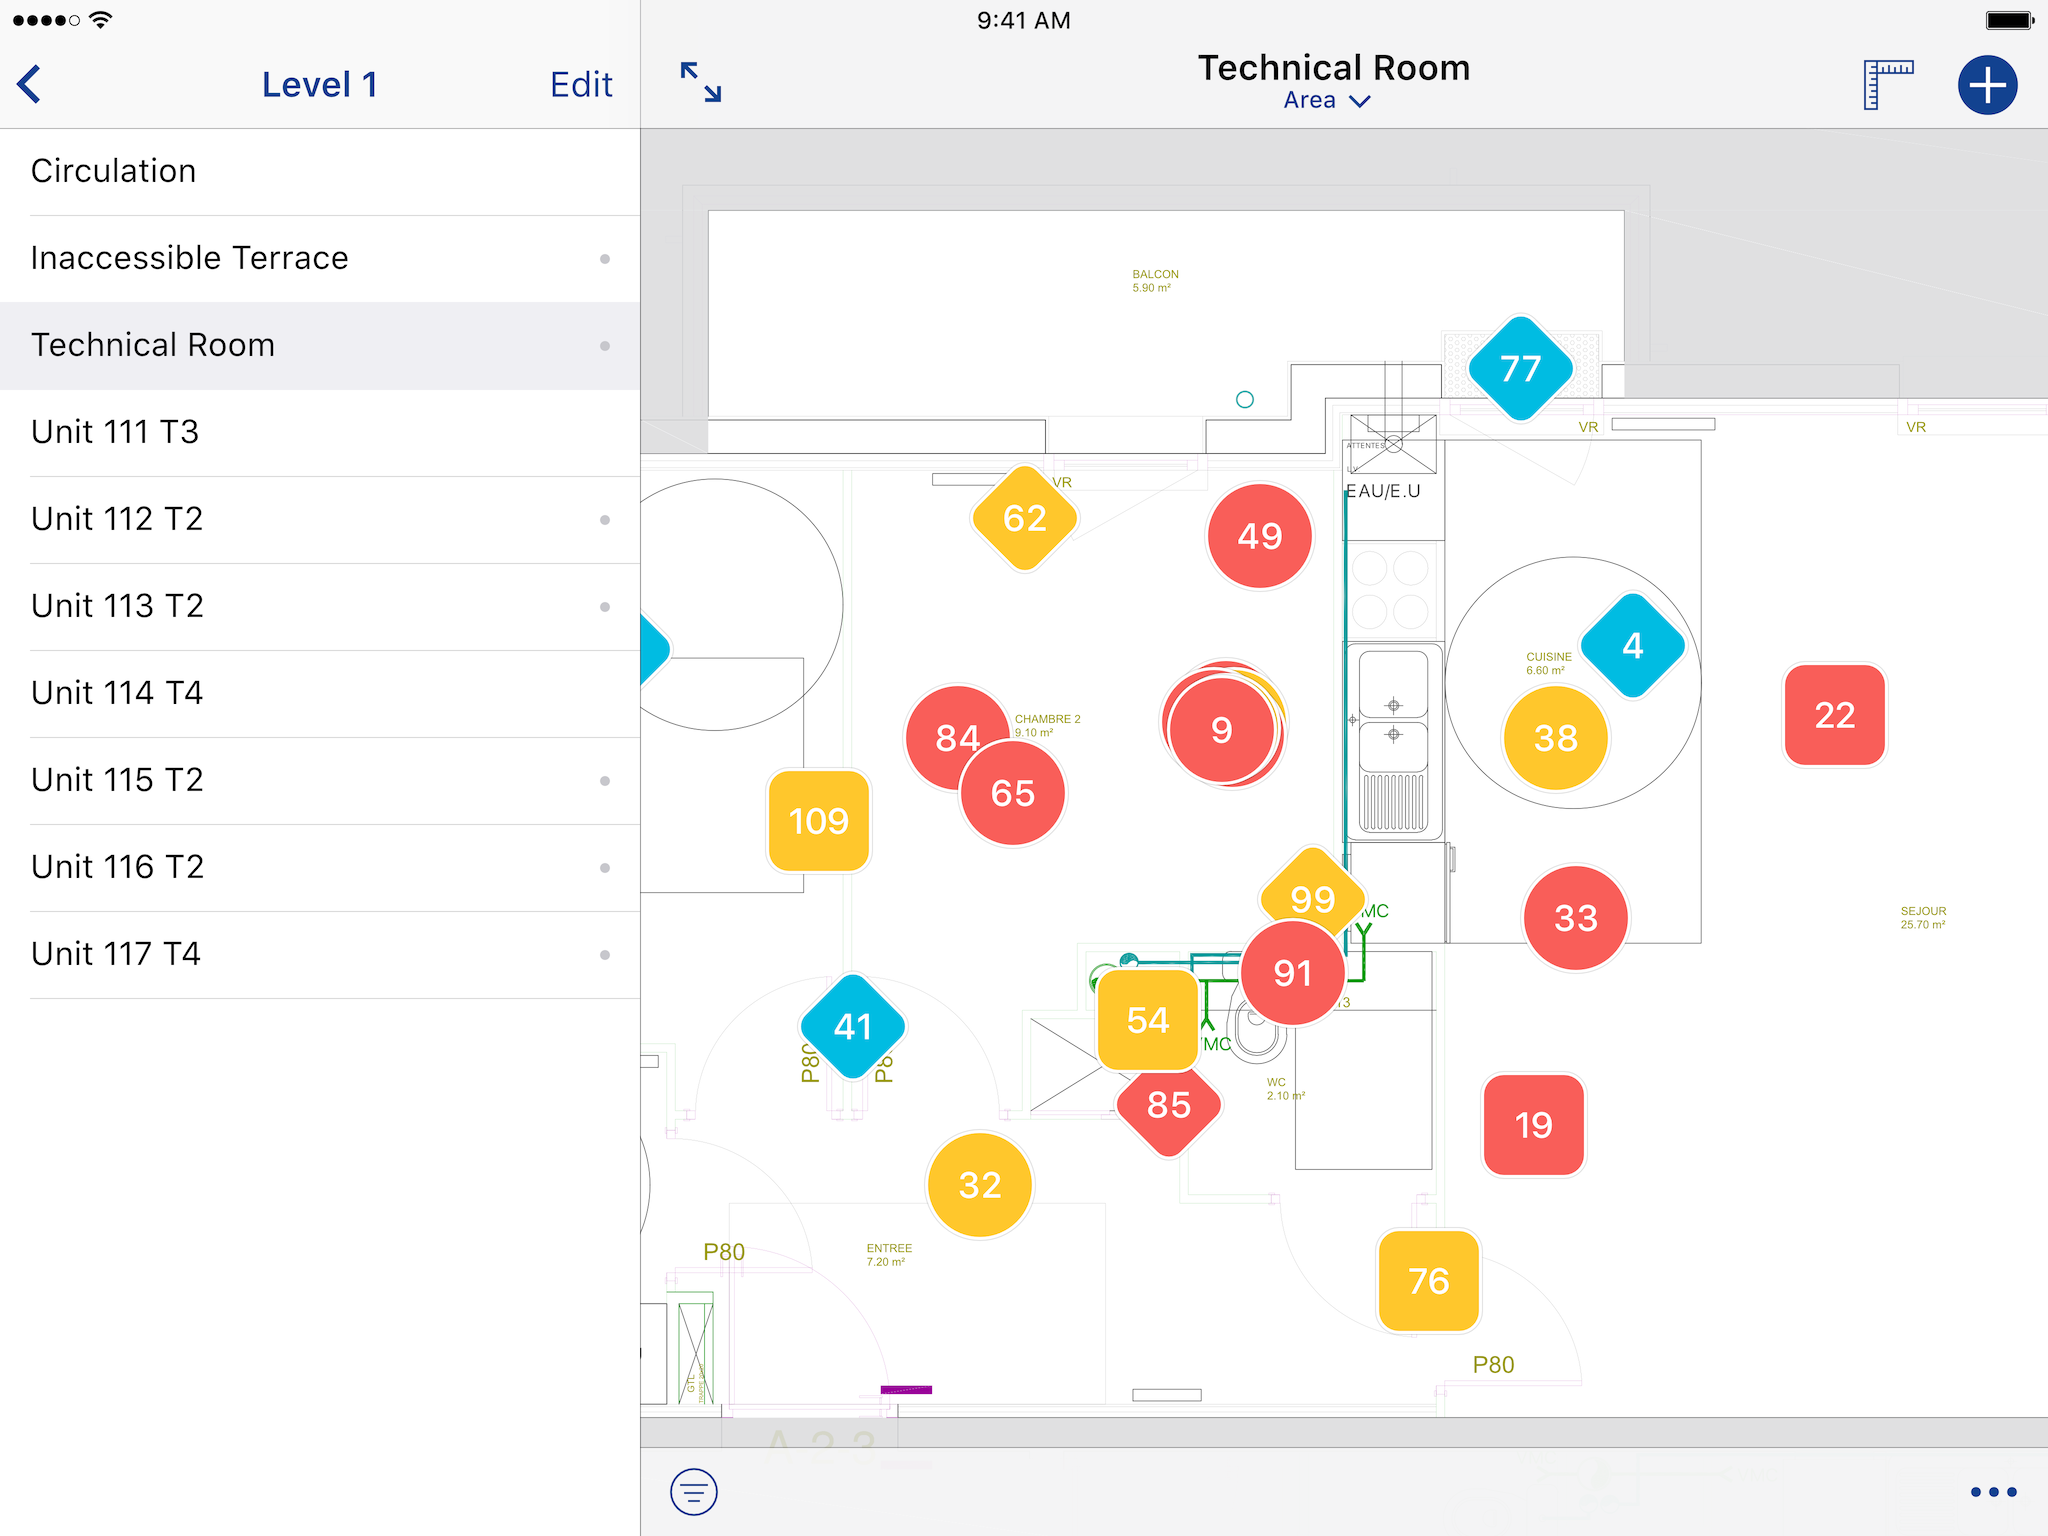 9:41 AM
Level 1
Edit
Technical Room
Area
Circulation
Inaccessible Terrace
Technical Room
Unit 111 T3
Unit 112 T2
Unit 113 T2
Unit 114 T4
Unit 115 T2
Unit 116 T2
Unit 117 T4
BALCON
5.90 m²
77
VR
VR
ATTENTES
EAU/E.U
VR
62
49
4
CUISINE
6.60 m²
22
CHAMBRE 2
9.10 m²
84
9
38
65
109
99
MC
33
SEJOUR
25.70 m²
91
54
41
P80
MC
WC
2.10 m²
85
19
32
P80
ENTREE
7.20 m²
76
P80
GTL
A 2 3